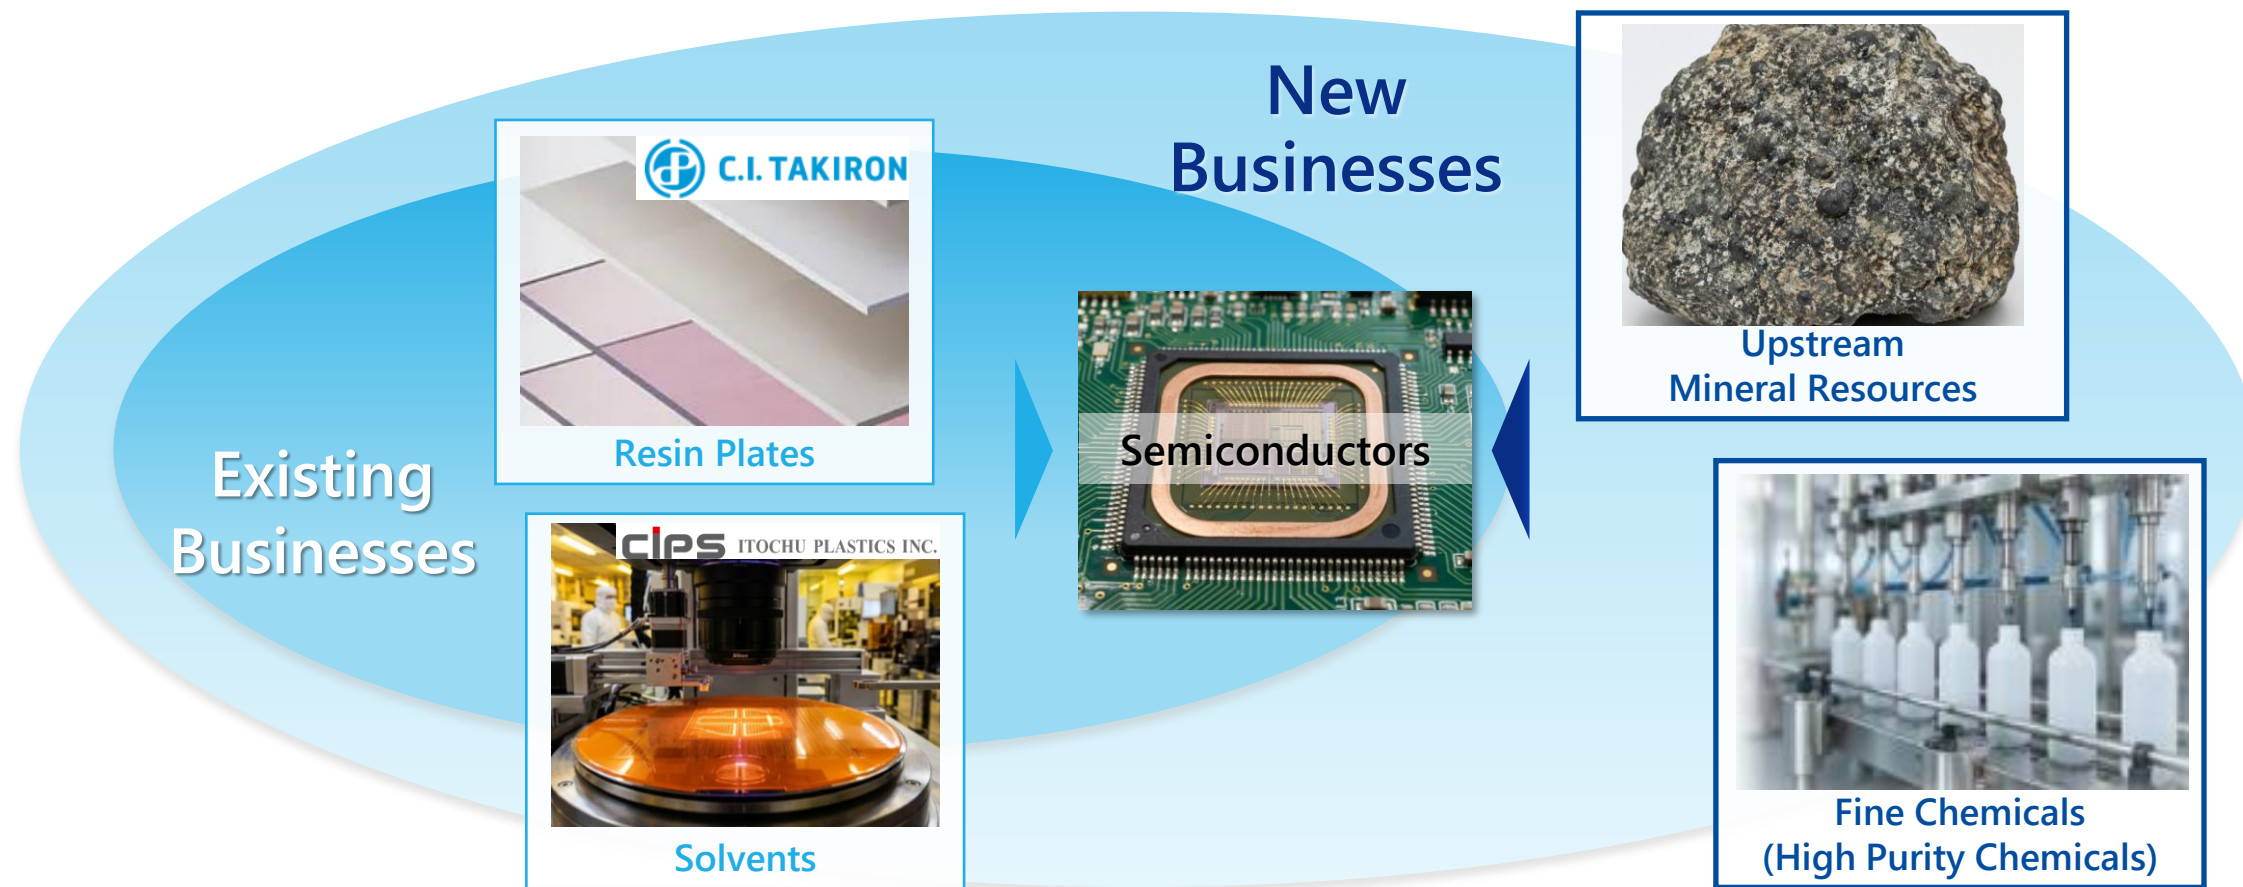 New
Businesses
C.I. TAKIRON
Resin Plates
Existing
Businesses
CIPS ITOCHU PLASTICS INC.
Solvents
Semiconductors
Upstream
Mineral Resources
Fine Chemicals
(High Purity Chemicals)